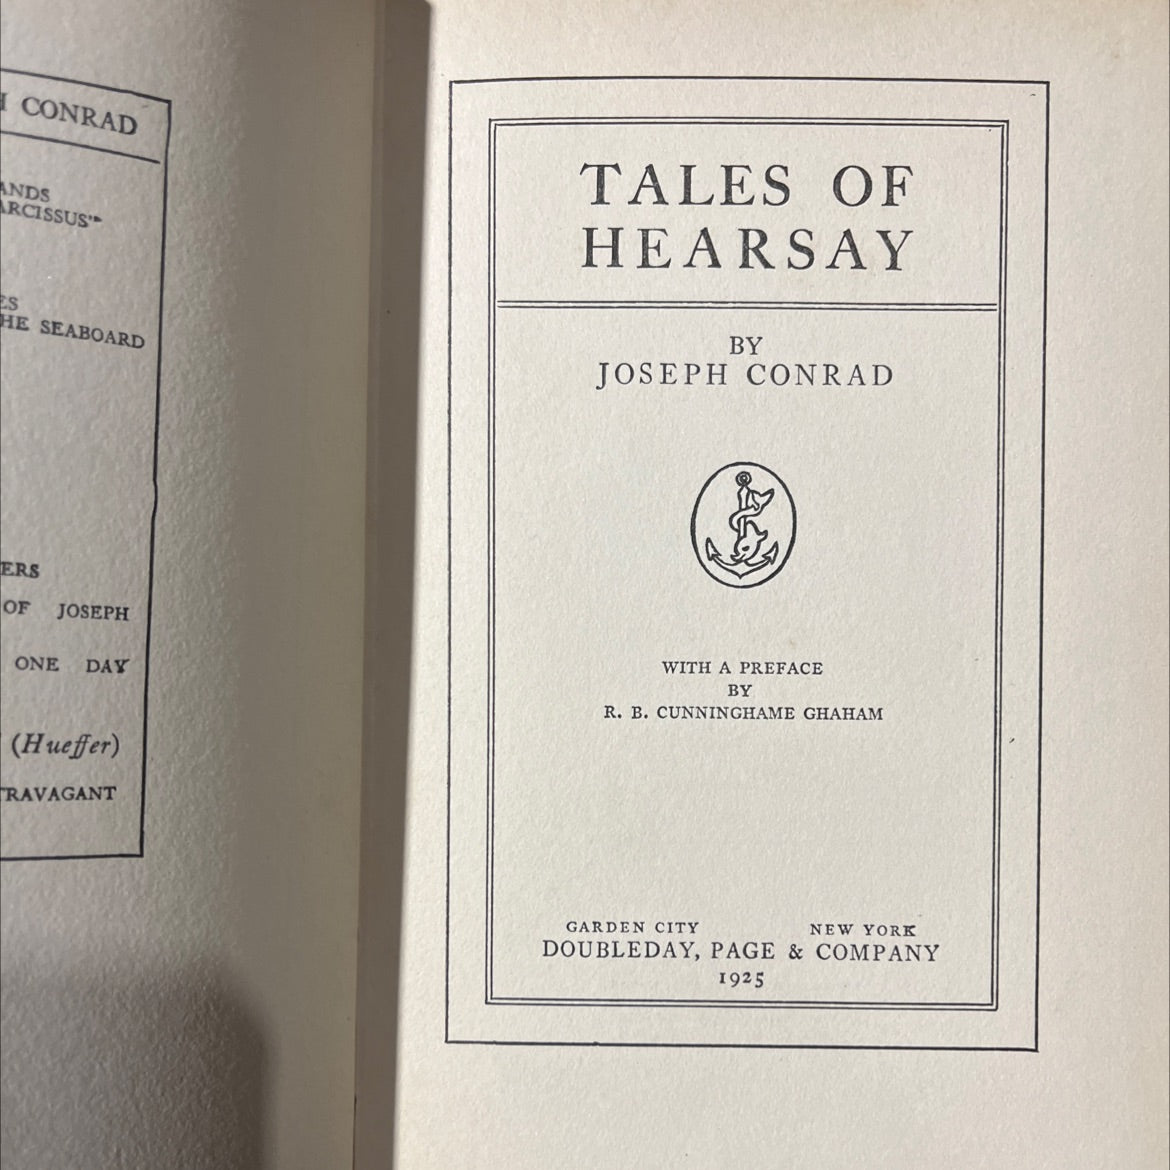 CONRAD
ANDS
ARCISSUS"
ES
HE SEABOARD
ERS
OF JOSEPH
ONE DAY
(Hueffer)
TRAVAGANT
TALES OF
HEARSAY
BY
JOSEPH CONRAD
WITH A PREFACE
BY
R. B. CUNNINGHAME GHAHAM
GARDEN CITY NEW YORK
DOUBLEDAY, PAGE & COMPANY
1925